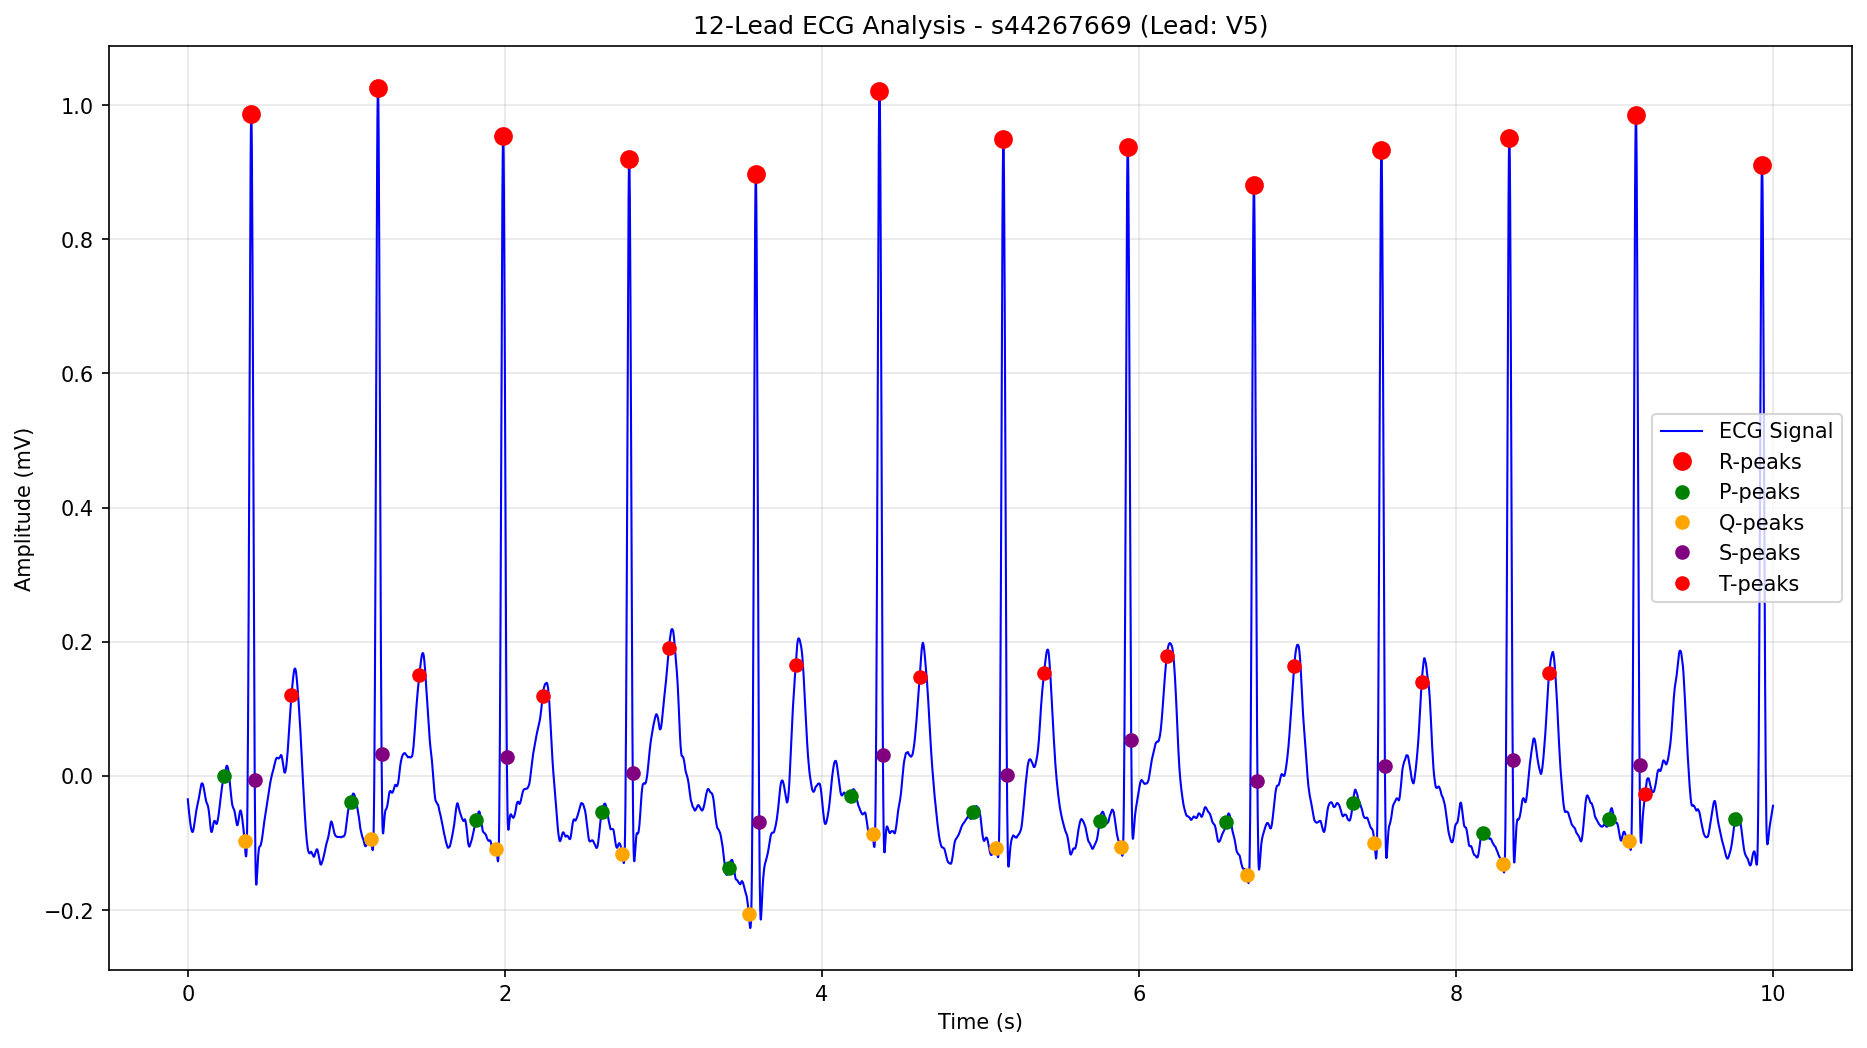 12-Lead ECG Analysis - s44267669 (Lead: V5)
Amplitude (mV)
1.0
0.8
0.6
0.4
0.2
0.0
−0.2
ECG Signal
R-peaks
P-peaks
Q-peaks
S-peaks
T-peaks
0 2 4 6 8 10
Time (s)